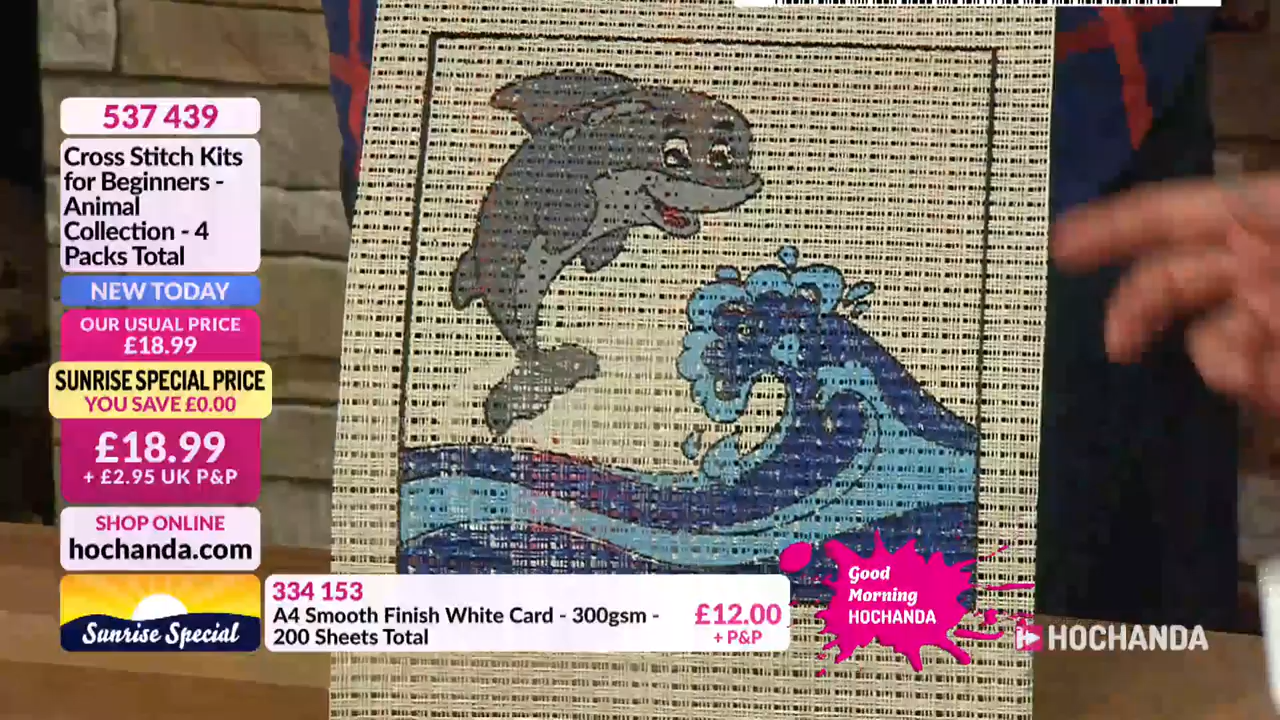 537 439
Cross Stitch Kits
for Beginners -
Animal
Collection - 4
Packs Total
NEW TODAY
OUR USUAL PRICE
£18.99
SUNRISE SPECIAL PRICE
YOU SAVE £0.00
£18.99
+ £2.95 UK P&P
SHOP ONLINE
hochanda.com
Sunrise Special
334 153
A4 Smooth Finish White Card - 300gsm -
200 Sheets Total
£12.00
+ P&P
Good
Morning
HOCHANDA
HOCHANDA